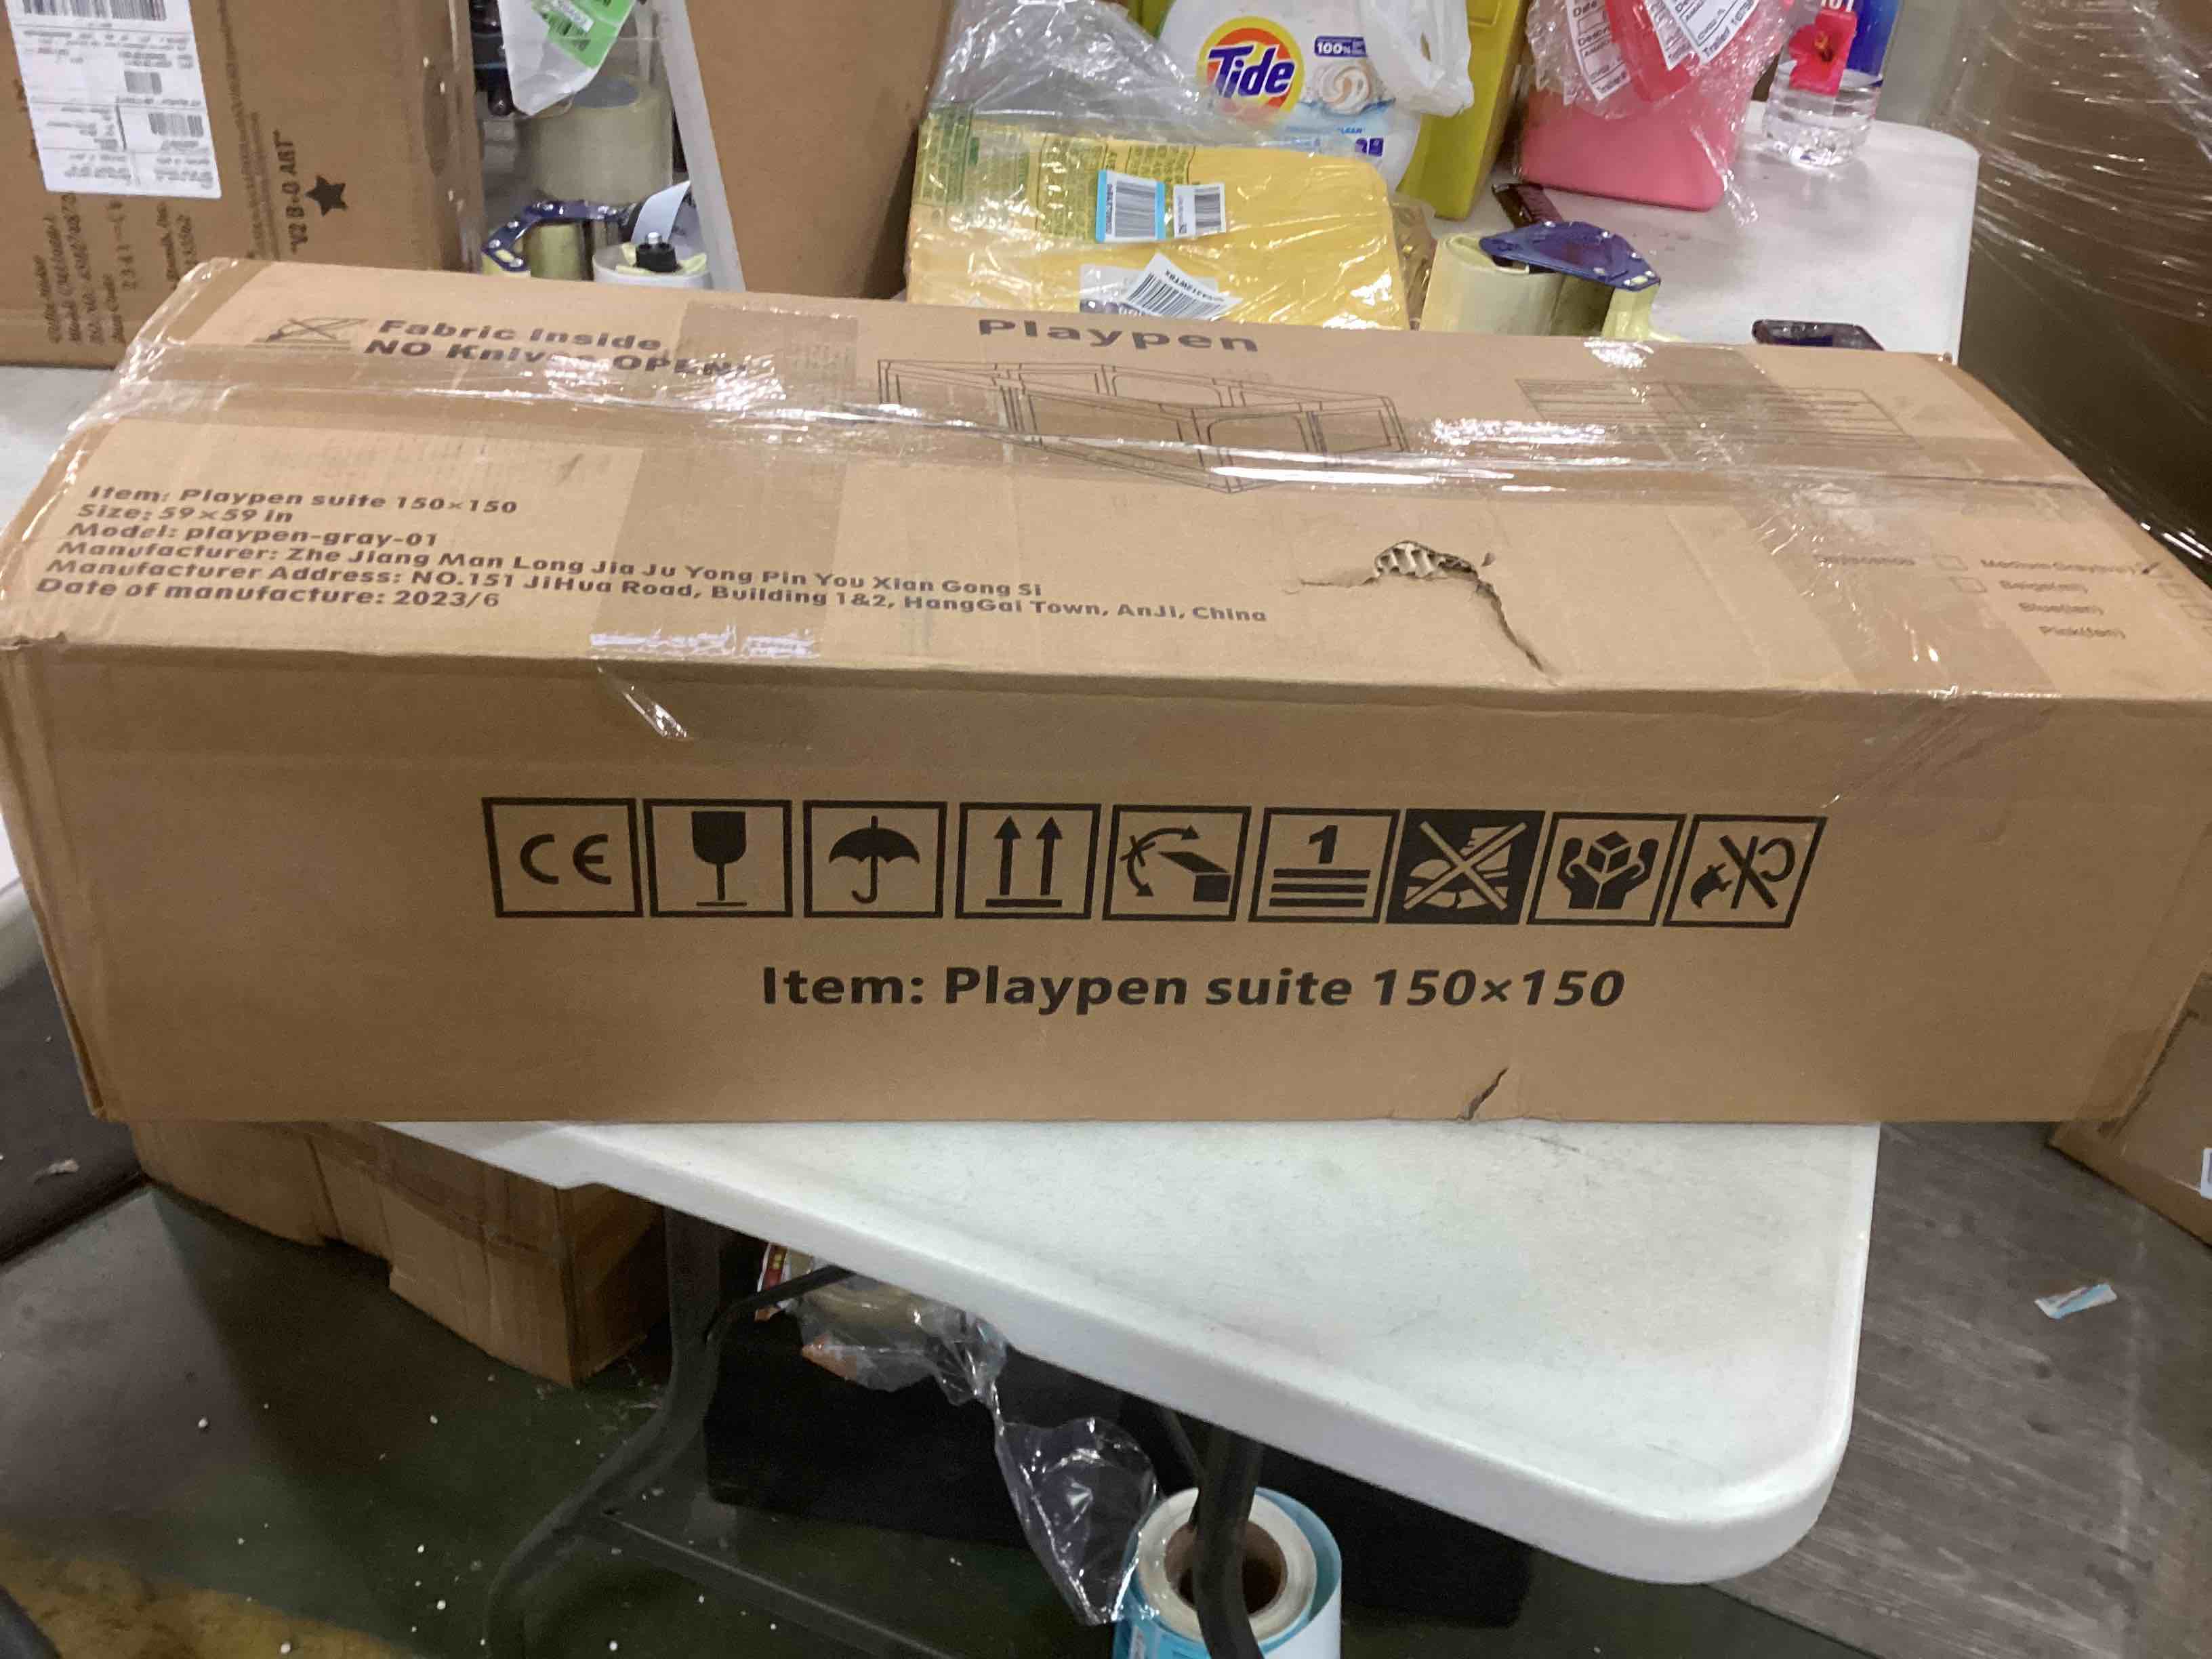 Tide
100%
"V2 B+O ART"
Fabric Inside
NO Knives OPEN!
Playpen
Item: Playpen suite 150×150
Size: 59×59 in
Model: playpen-gray-01
Manufacturer: Zhe Jiang Man Long Jia Ju Yong Pin You Xian Gong Si
Manufacturer Address: NO.151 JiHua Road, Building 1&2, HangGai Town, AnJi, China
Date of manufacture: 2023/6
CE
1
Item: Playpen suite 150×150